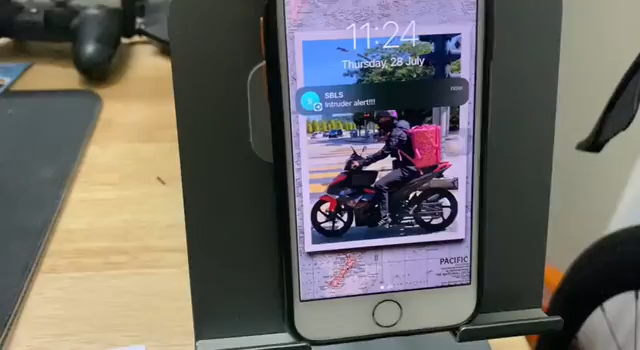 11:24
Thursday, 28 July
SBLS
now
Intruder alert!!!!
PACIFIC